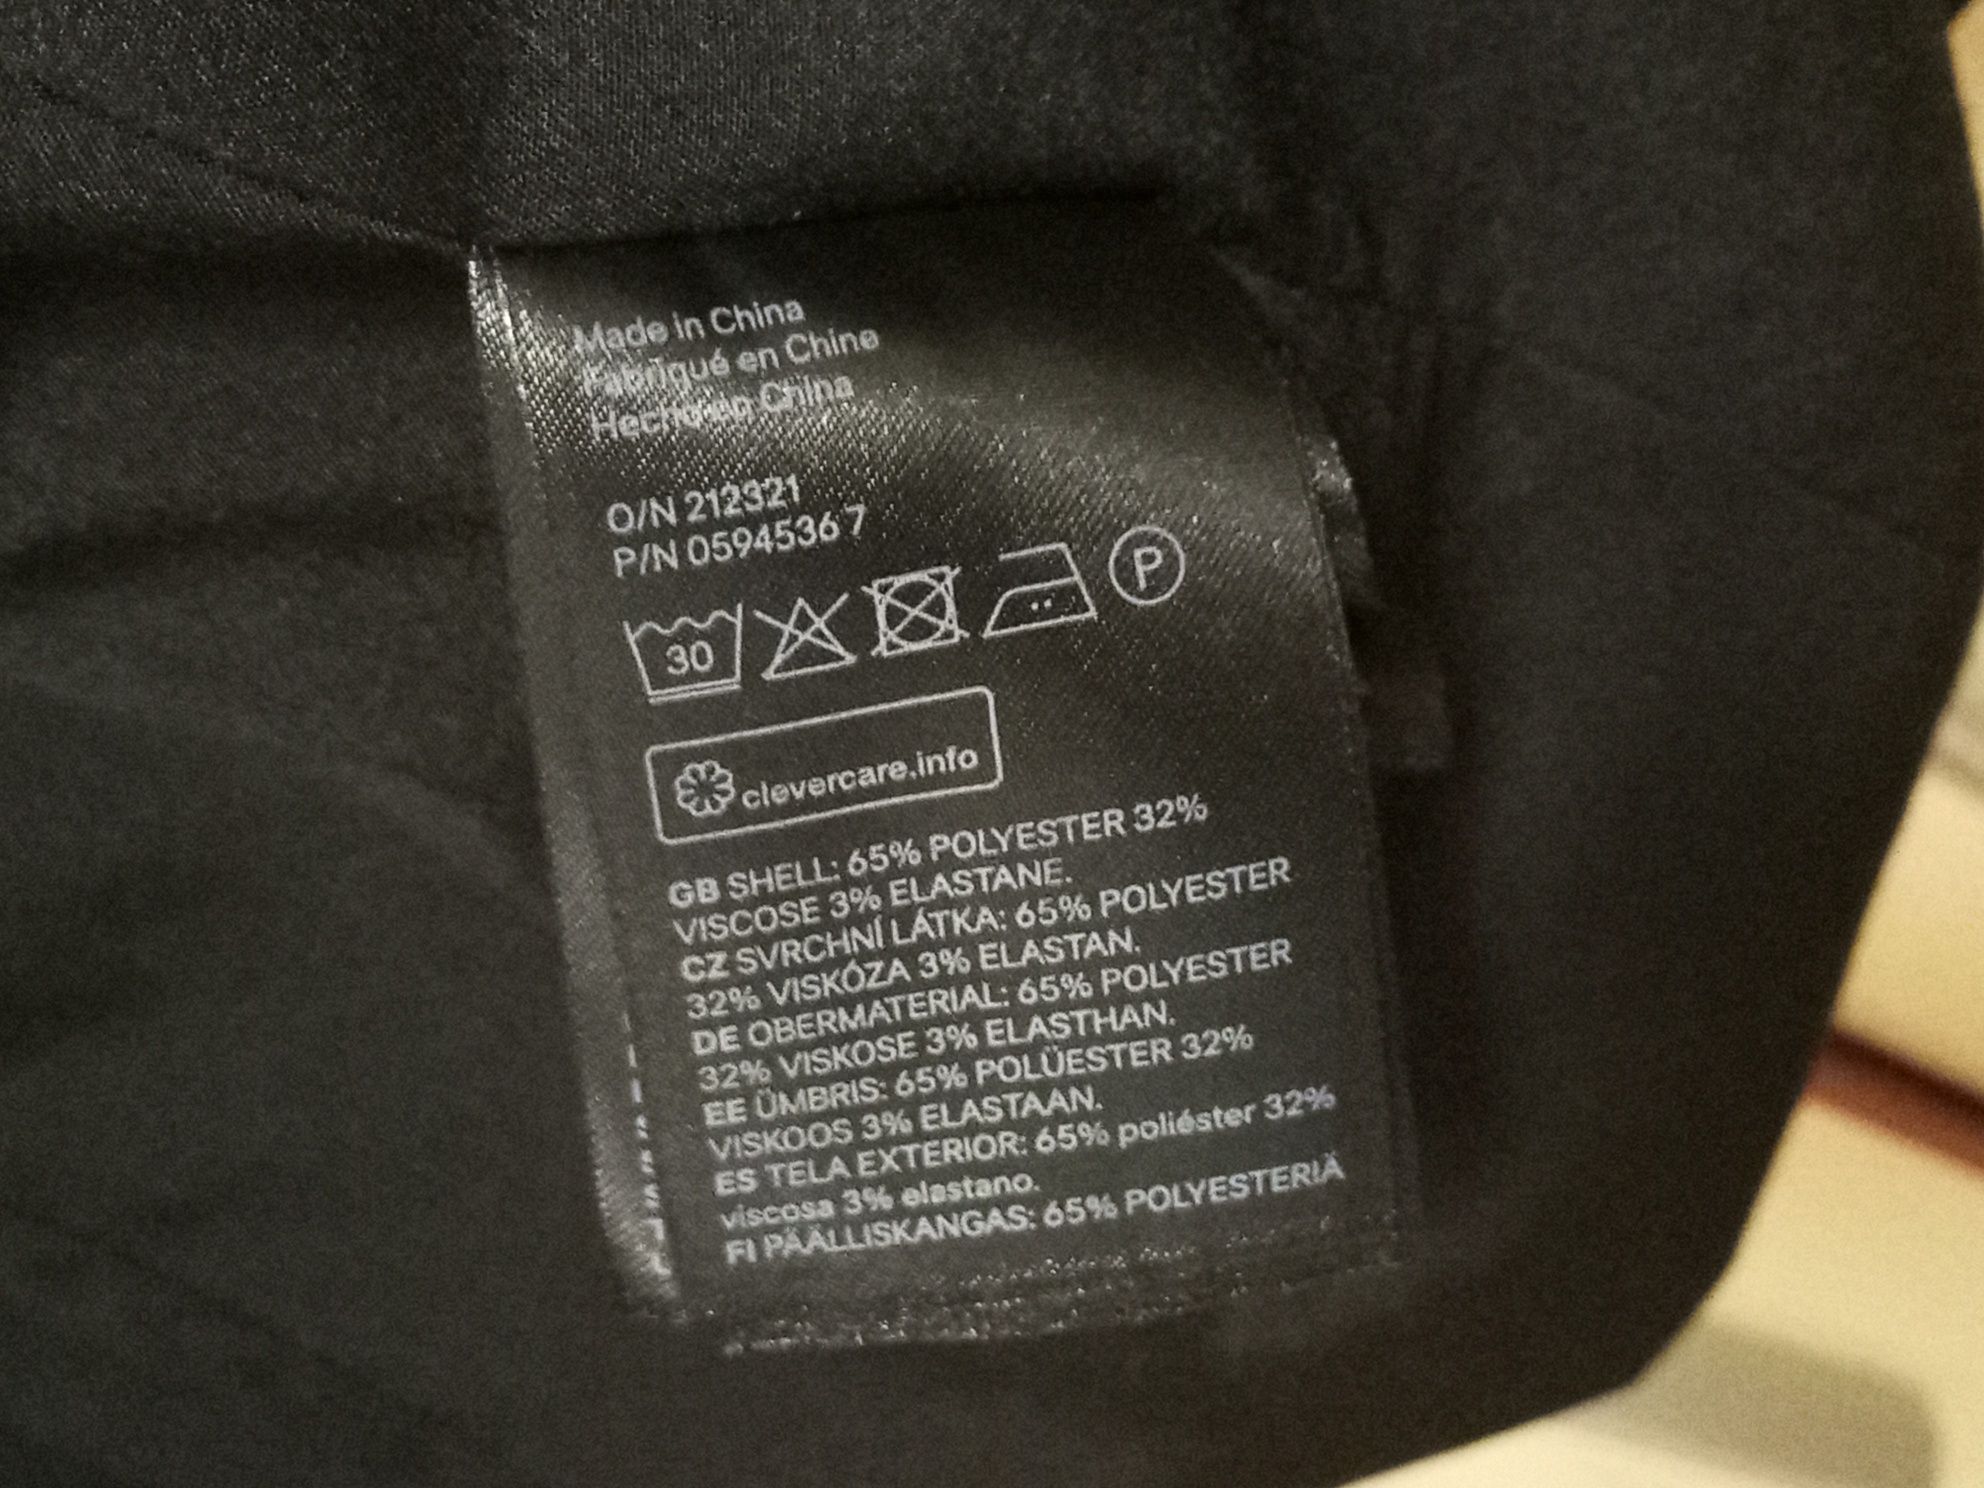 Made in China
Fabriqué en Chine
Hecho en China
O/N 212321
P/N 0594536 7
30
P
clevercare.info
GB SHELL: 65% POLYESTER 32%
VISCOSE 3% ELASTANE.
CZ SVRCHNÍ LÁTKA: 65% POLYESTER
32% VISKÓZA 3% ELASTAN.
DE OBERMATERIAL: 65% POLYESTER
32% VISKOSE 3% ELASTHAN.
EE ÜMBRIS: 65% POLÜESTER 32%
VISKOOS 3% ELASTAAN.
ES TELA EXTERIOR: 65% poliéster 32%
viscosa 3% elastano.
FI PÄÄLLISKANGAS: 65% POLYESTERIÄ